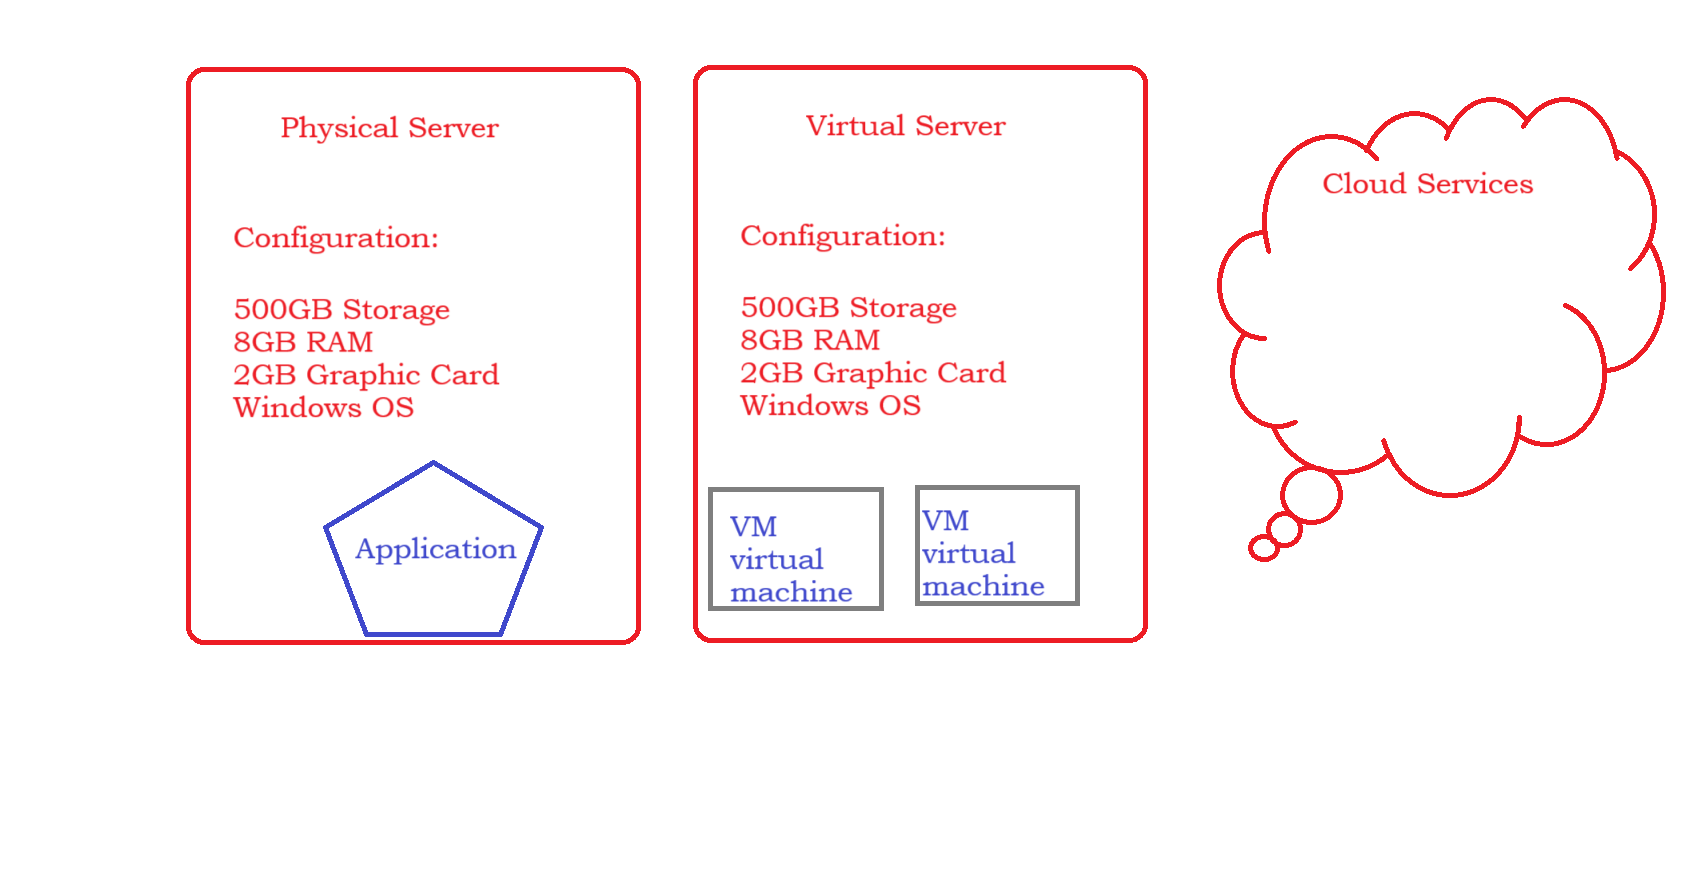 Physical Server
Configuration:
500GB Storage
8GB RAM
2GB Graphic Card
Windows OS
Application
Virtual Server
Configuration:
500GB Storage
8GB RAM
2GB Graphic Card
Windows OS
VM
virtual
machine
VM
virtual
machine
Cloud Services